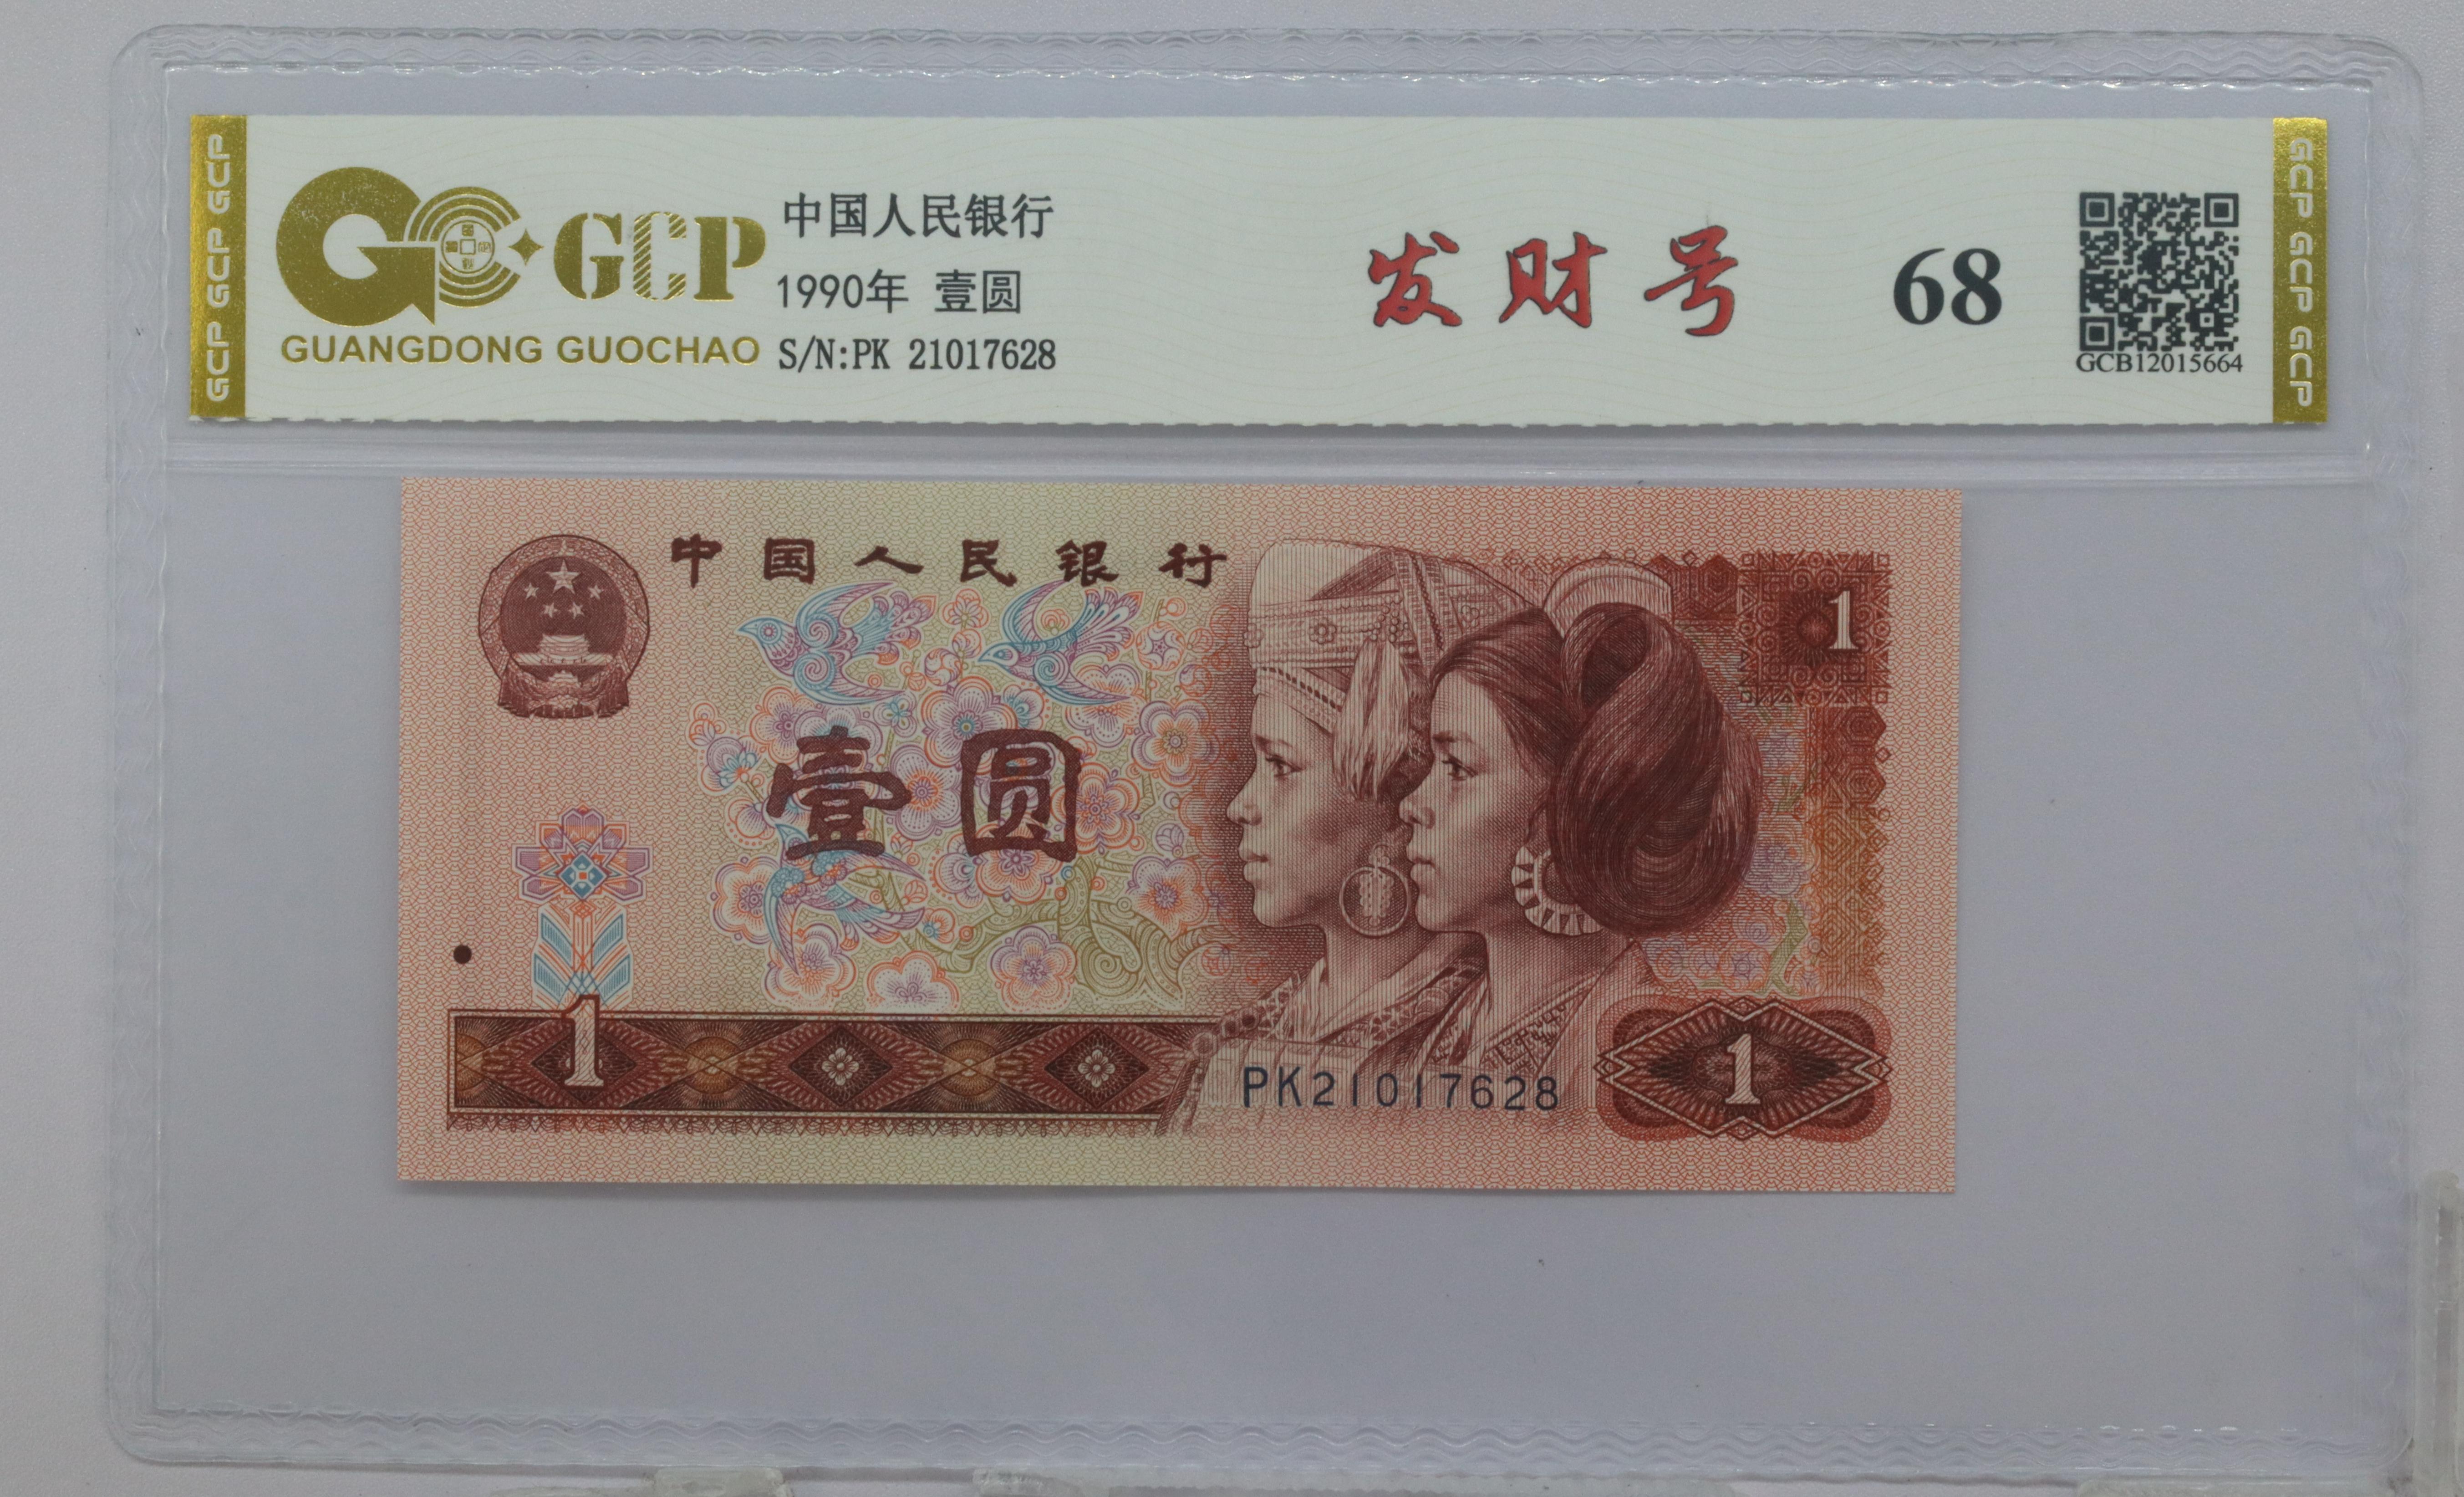 GCP GCP GCP
GCP
GUANGDONG GUOCHAO
中国人民银行
1990年 壹圆
S/N:PK 21017628
发财号
68
GCB12015664
GCP GCP GCP
中国人民银行
1
壹圆
1
PK21017628
1